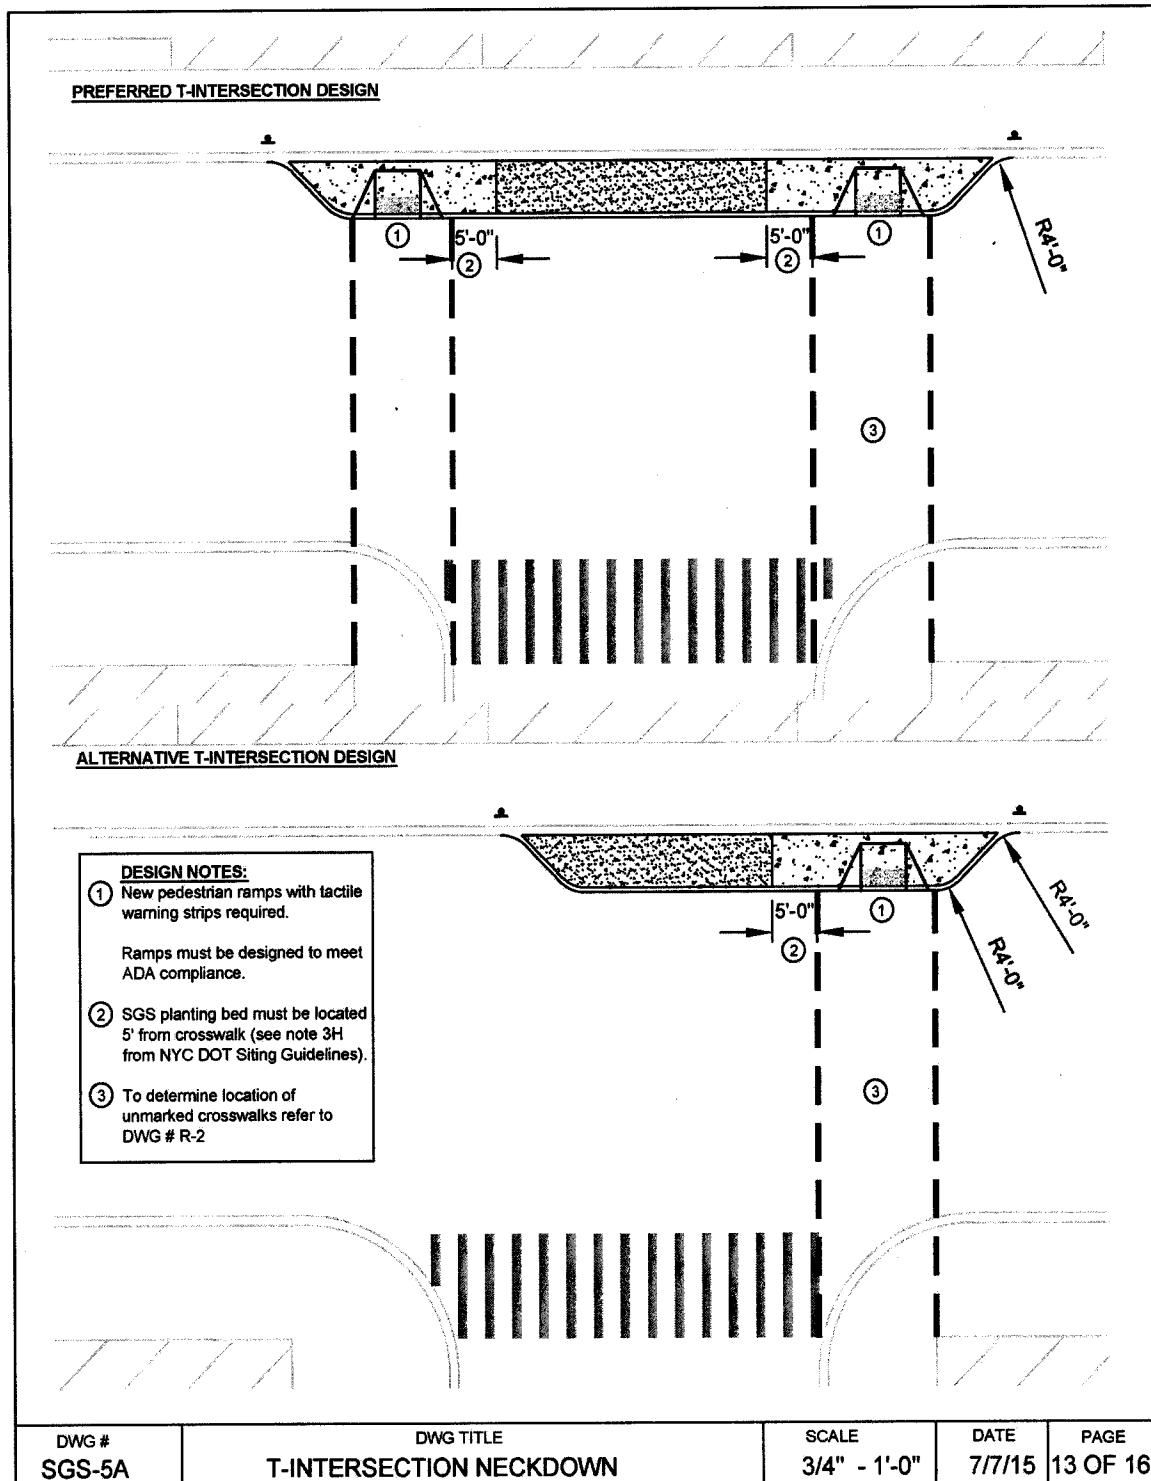 PREFERRED T-INTERSECTION DESIGN
1
5'-0"
2
5'-0"
2
1
R4'-0"
3
ALTERNATIVE T-INTERSECTION DESIGN
DESIGN NOTES:
1 New pedestrian ramps with tactile
warning strips required.
Ramps must be designed to meet
ADA compliance.
2 SGS planting bed must be located
5' from crosswalk (see note 3H
from NYC DOT Siting Guidelines).
3 To determine location of
unmarked crosswalks refer to
DWG # R-2
5'-0"
2
1
R4'-0"
R4'-0"
3
DWG #
SGS-5A
DWG TITLE
T-INTERSECTION NECKDOWN
SCALE
3/4" - 1'-0"
DATE
7/7/15
PAGE
13 OF 16